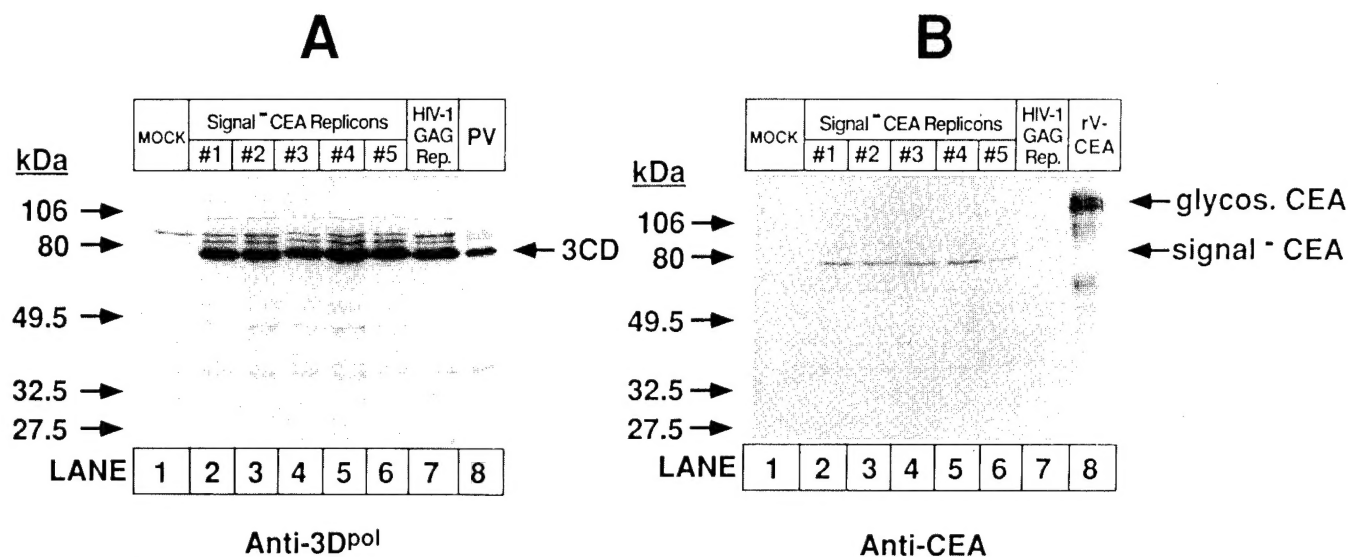 A
MOCK
Signal - CEA Replicons
#1 #2 #3 #4 #5
HIV-1
GAG
Rep.
PV
kDa
106
80
49.5
32.5
27.5
3CD
LANE 1 2 3 4 5 6 7 8
Anti-3Dpol
B
MOCK
Signal - CEA Replicons
#1 #2 #3 #4 #5
HIV-1
GAG
Rep.
rV-
CEA
kDa
106
80
49.5
32.5
27.5
glycos. CEA
signal - CEA
LANE 1 2 3 4 5 6 7 8
Anti-CEA